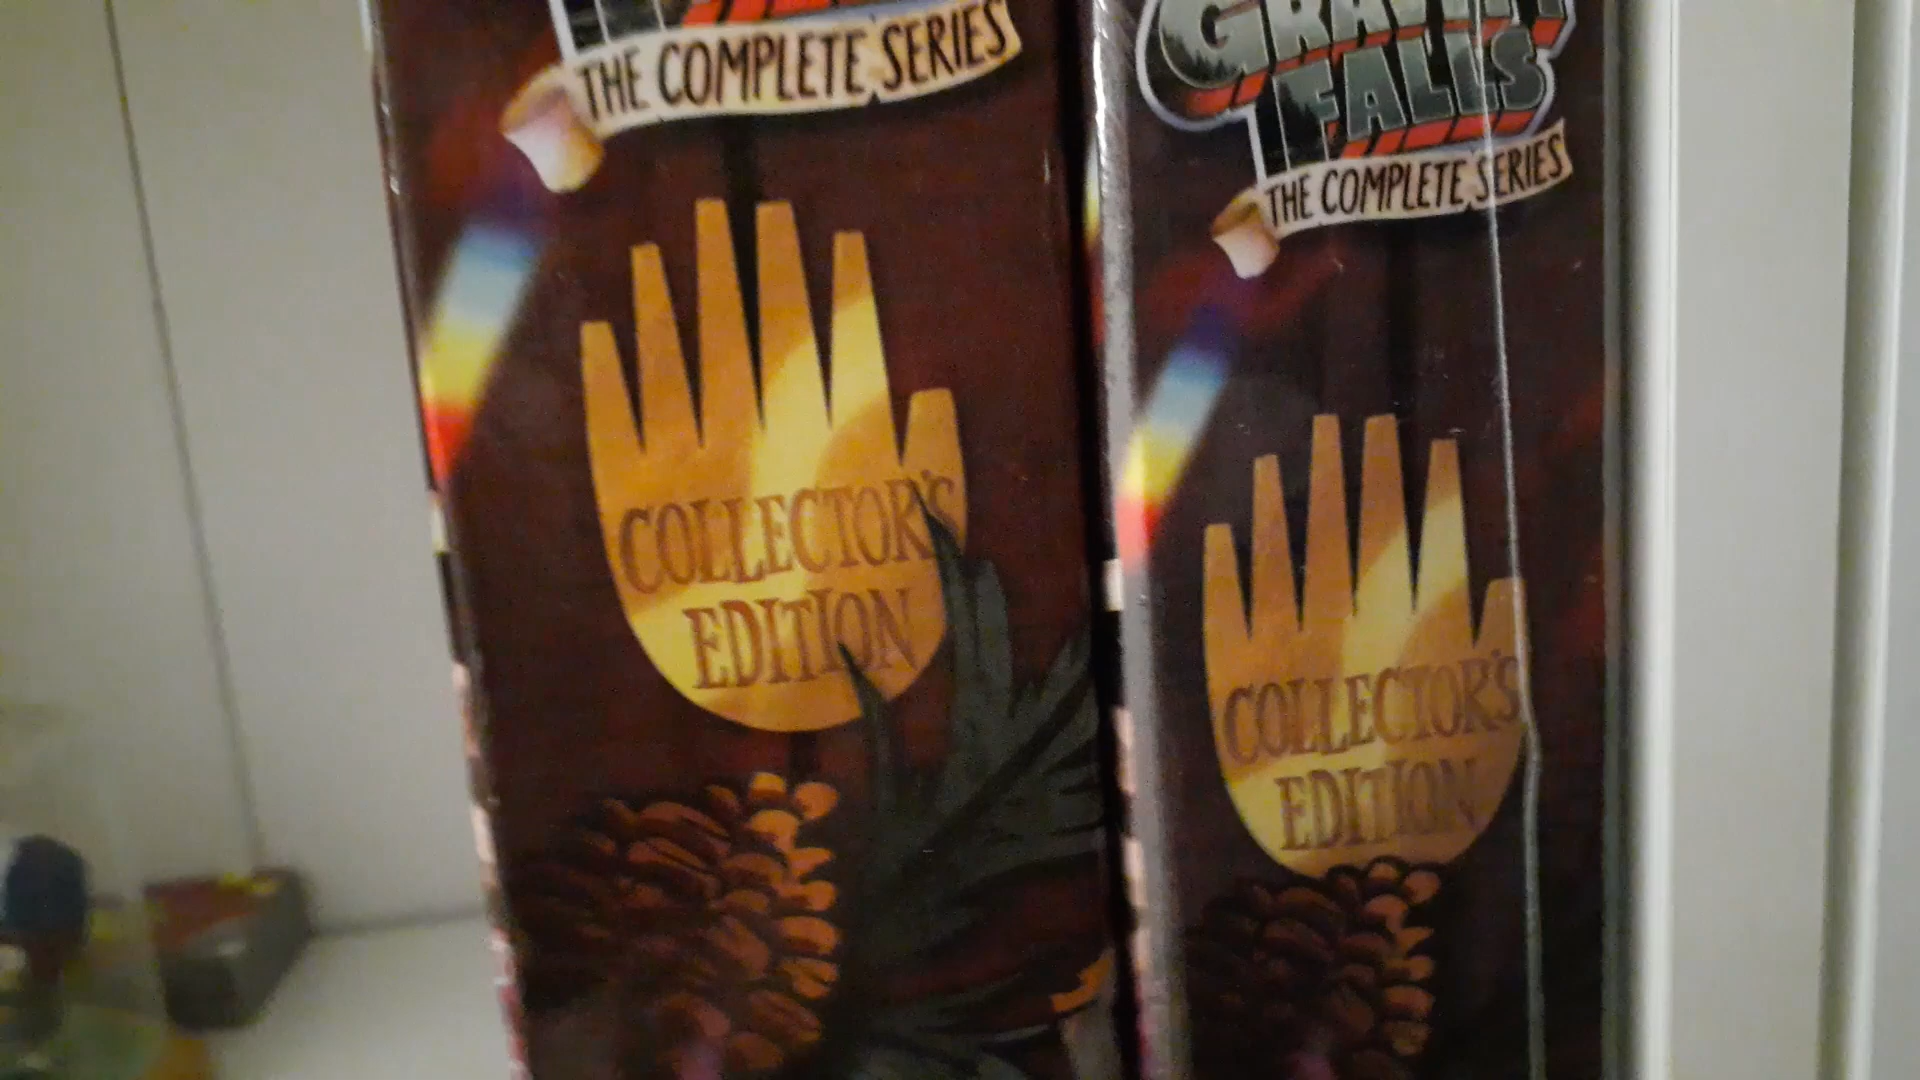 THE COMPLETE SERIES
COLLECTOR'S
EDITION
GRAVITY
FALLS
THE COMPLETE SERIES
COLLECTOR'S
EDITION